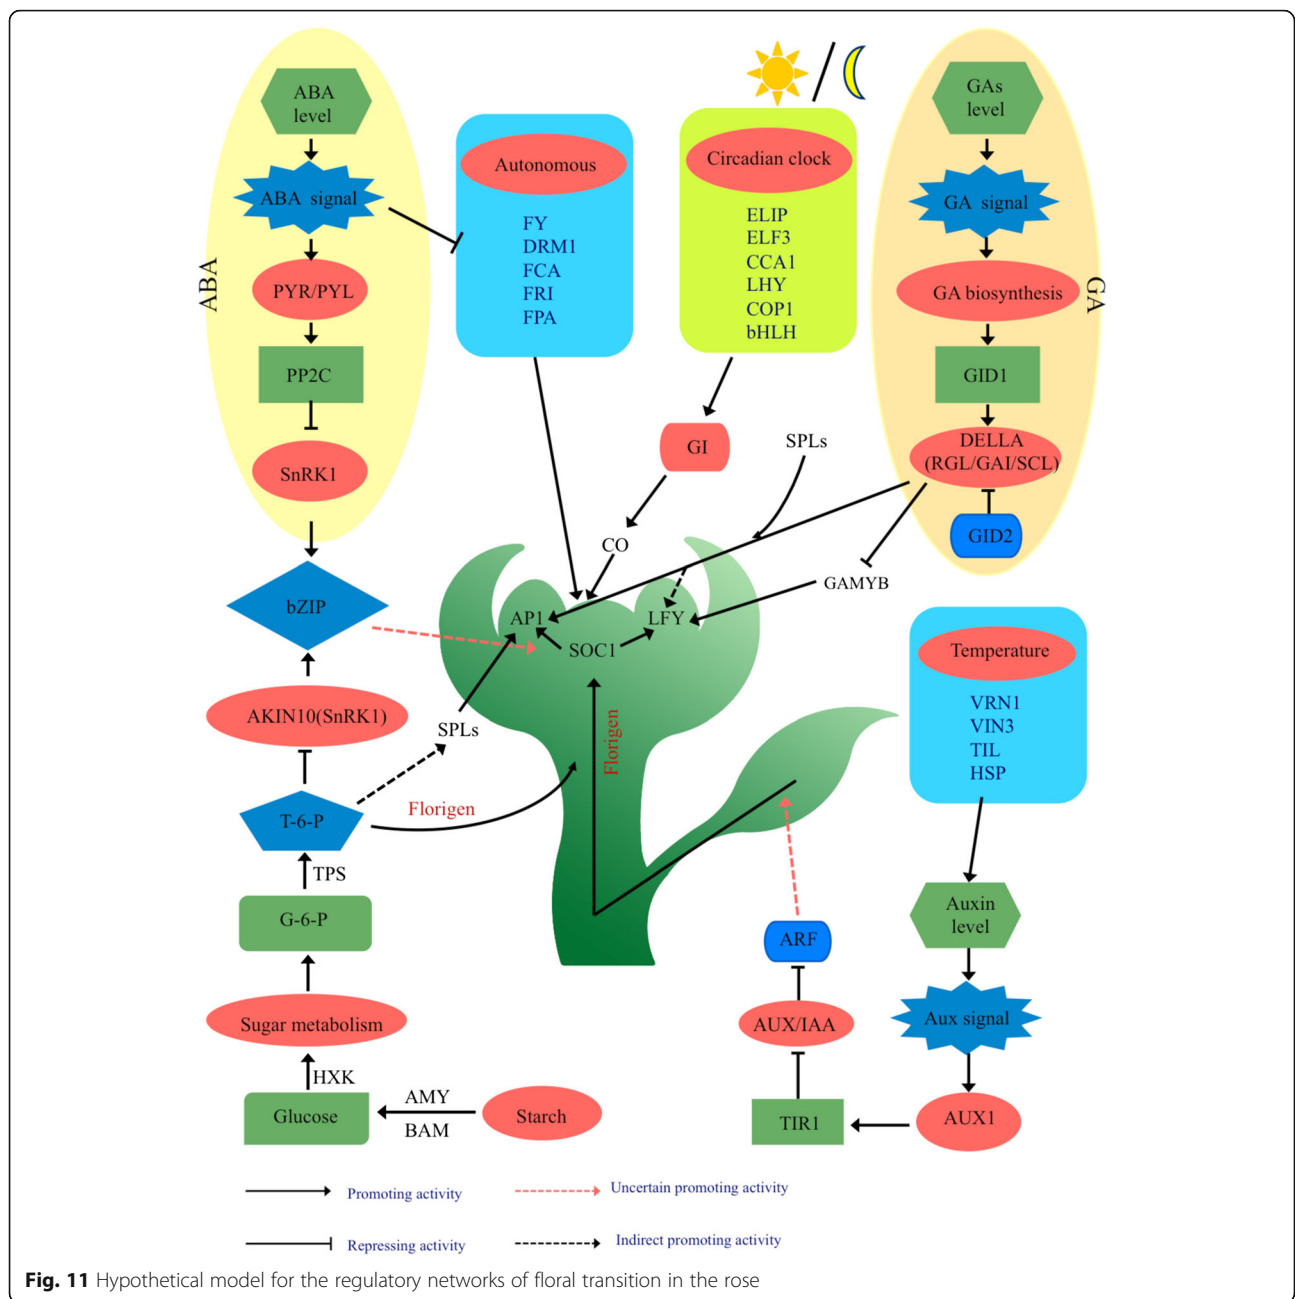 ABA
level
ABA signal
PYR/PYL
PP2C
SnRK1
ABA
bZIP
AKIN10(SnRK1)
T-6-P
TPS
G-6-P
Sugar metabolism
HXK
Glucose
AMY
BAM
Starch
Autonomous
FY
DRM1
FCA
FRI
FPA
Circadian clock
ELIP
ELF3
CCA1
LHY
COP1
bHLH
GI
CO
SPLs
GAs
level
GA signal
GA biosynthesis
GID1
DELLA
(RGL/GAI/SCL)
GID2
GA
GAMYB
AP1
LFY
SOC1
SPLs
Florigen
Florigen
Temperature
VRN1
VIN3
TIL
HSP
Auxin
level
Aux signal
AUX1
TIR1
AUX/IAA
ARF
Promoting activity
Uncertain promoting activity
Repressing activity
Indirect promoting activity
Fig. 11 Hypothetical model for the regulatory networks of floral transition in the rose